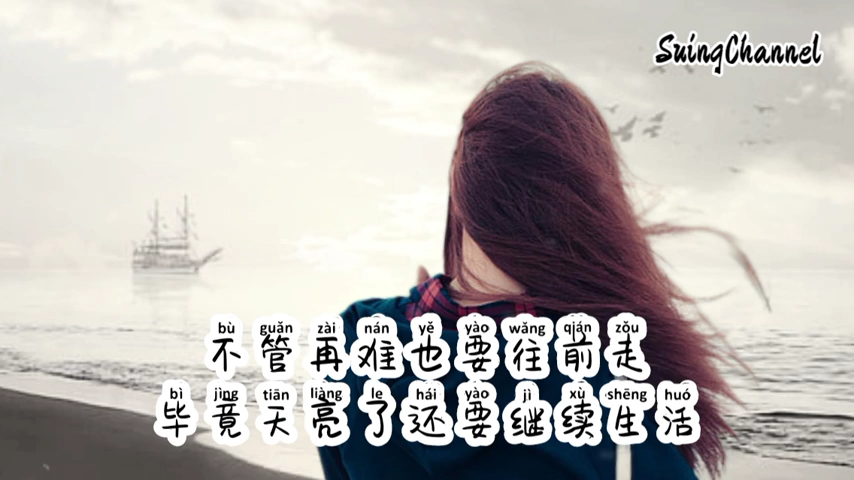 SuingChannel
bù guǎn zài nán yě yào wǎng qián zǒu
不管再难也要往前走
bì jìng tiān liàng le hái yào jì xù shēng huó
毕竟天亮了还要继续生活